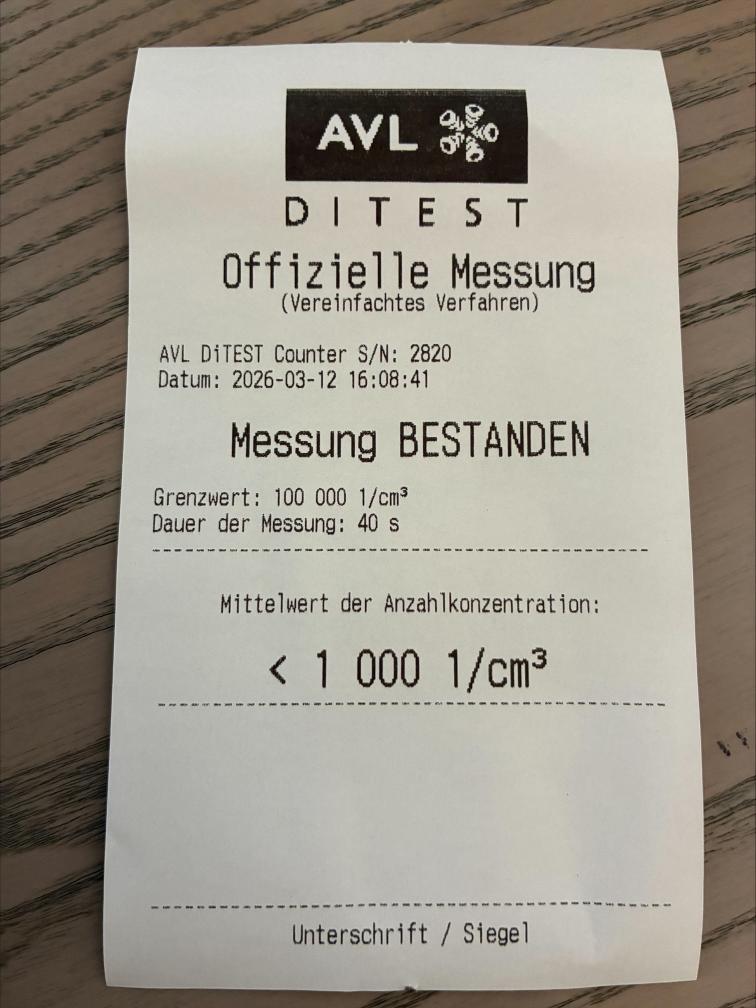 AVL
DITEST
Offizielle Messung
(Vereinfachtes Verfahren)
AVL DiTEST Counter S/N: 2820
Datum: 2026-03-12 16:08:41
Messung BESTANDEN
Grenzwert: 100 000 1/cm³
Dauer der Messung: 40 s
Mittelwert der Anzahlkonzentration:
< 1 000 1/cm³
Unterschrift / Siegel